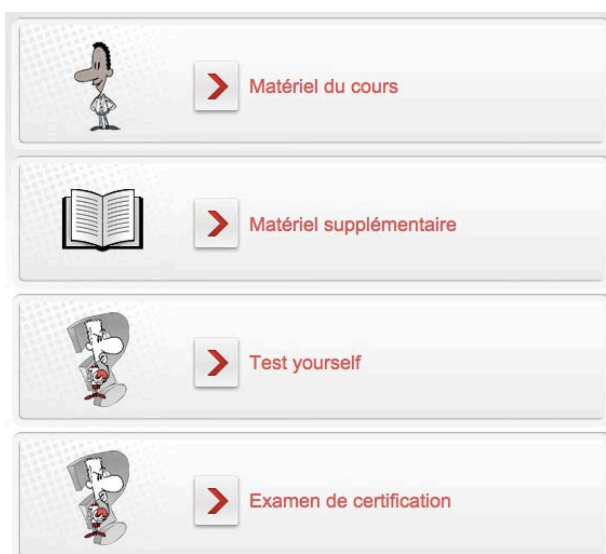 Matériel du cours
Matériel supplémentaire
Test yourself
Examen de certification